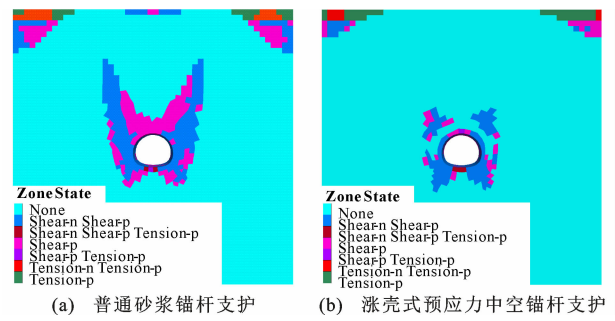 Zone State
None
Shear-n Shear-p
Shear-n Shear-p Tension-p
Shear-p
Shear-p Tension-p
Tension-n Tension-p
Tension-p
(a) 普通砂浆锚杆支护
Zone State
None
Shear-n Shear-p
Shear-n Shear-p Tension-p
Shear-p
Shear-p Tension-p
Tension-n Tension-p
Tension-p
(b) 涨壳式预应力中空锚杆支护